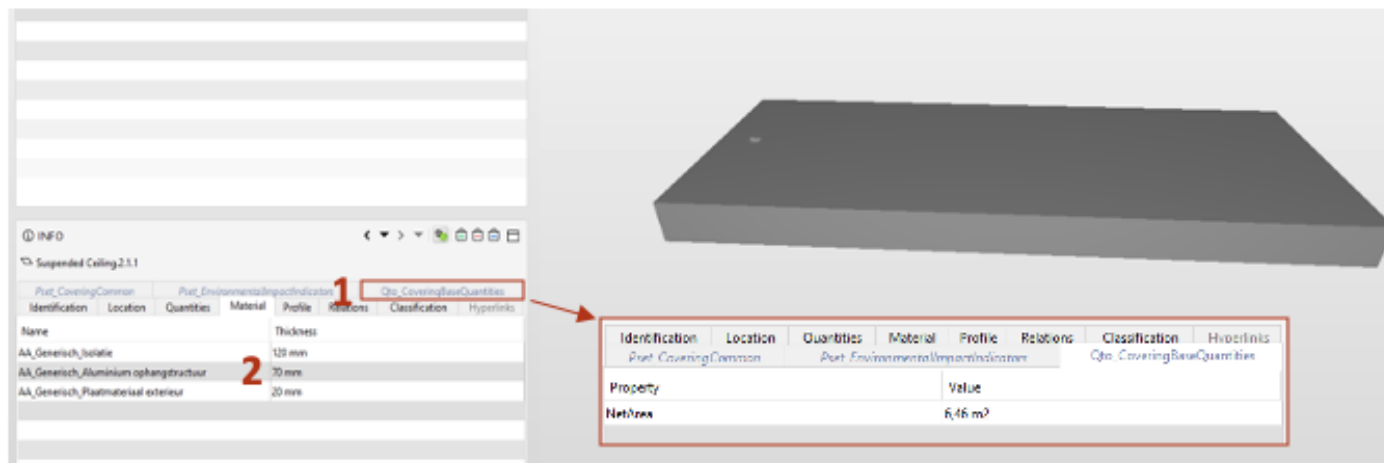 INFO
Suspended Ceiling.2.1.1
Pset_CoveringCommon Pset_EnvironmentalImpactIndicators 1 Qto_CoveringBaseQuantities
Identification Location Quantities Material Profile Relations Classification Hyperlinks
Name Thickness
AA_Generisch_Isolatie 120 mm
AA_Generisch_Aluminium ophangstructuur 2 70 mm
AA_Generisch_Plaatmateriaal exterieur 20 mm
Identification Location Quantities Material Profile Relations Classification Hyperlinks
Pset_CoveringCommon Pset_EnvironmentalImpactIndicators Qto_CoveringBaseQuantities
Property Value
NetArea 6,46 m2